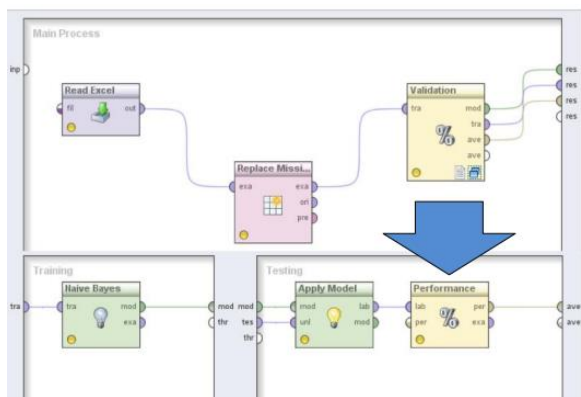 Main Process
inp
res
res
res
res
Read Excel
fil
out
Replace Missi...
exa
exa
ori
pre
Validation
tra
mod
tra
ave
ave
Training
tra
Naive Bayes
tra
mod
exa
mod
thr
Testing
mod
tes
thr
Apply Model
mod
lab
unl
mod
Performance
lab
per
per
exa
ave
ave